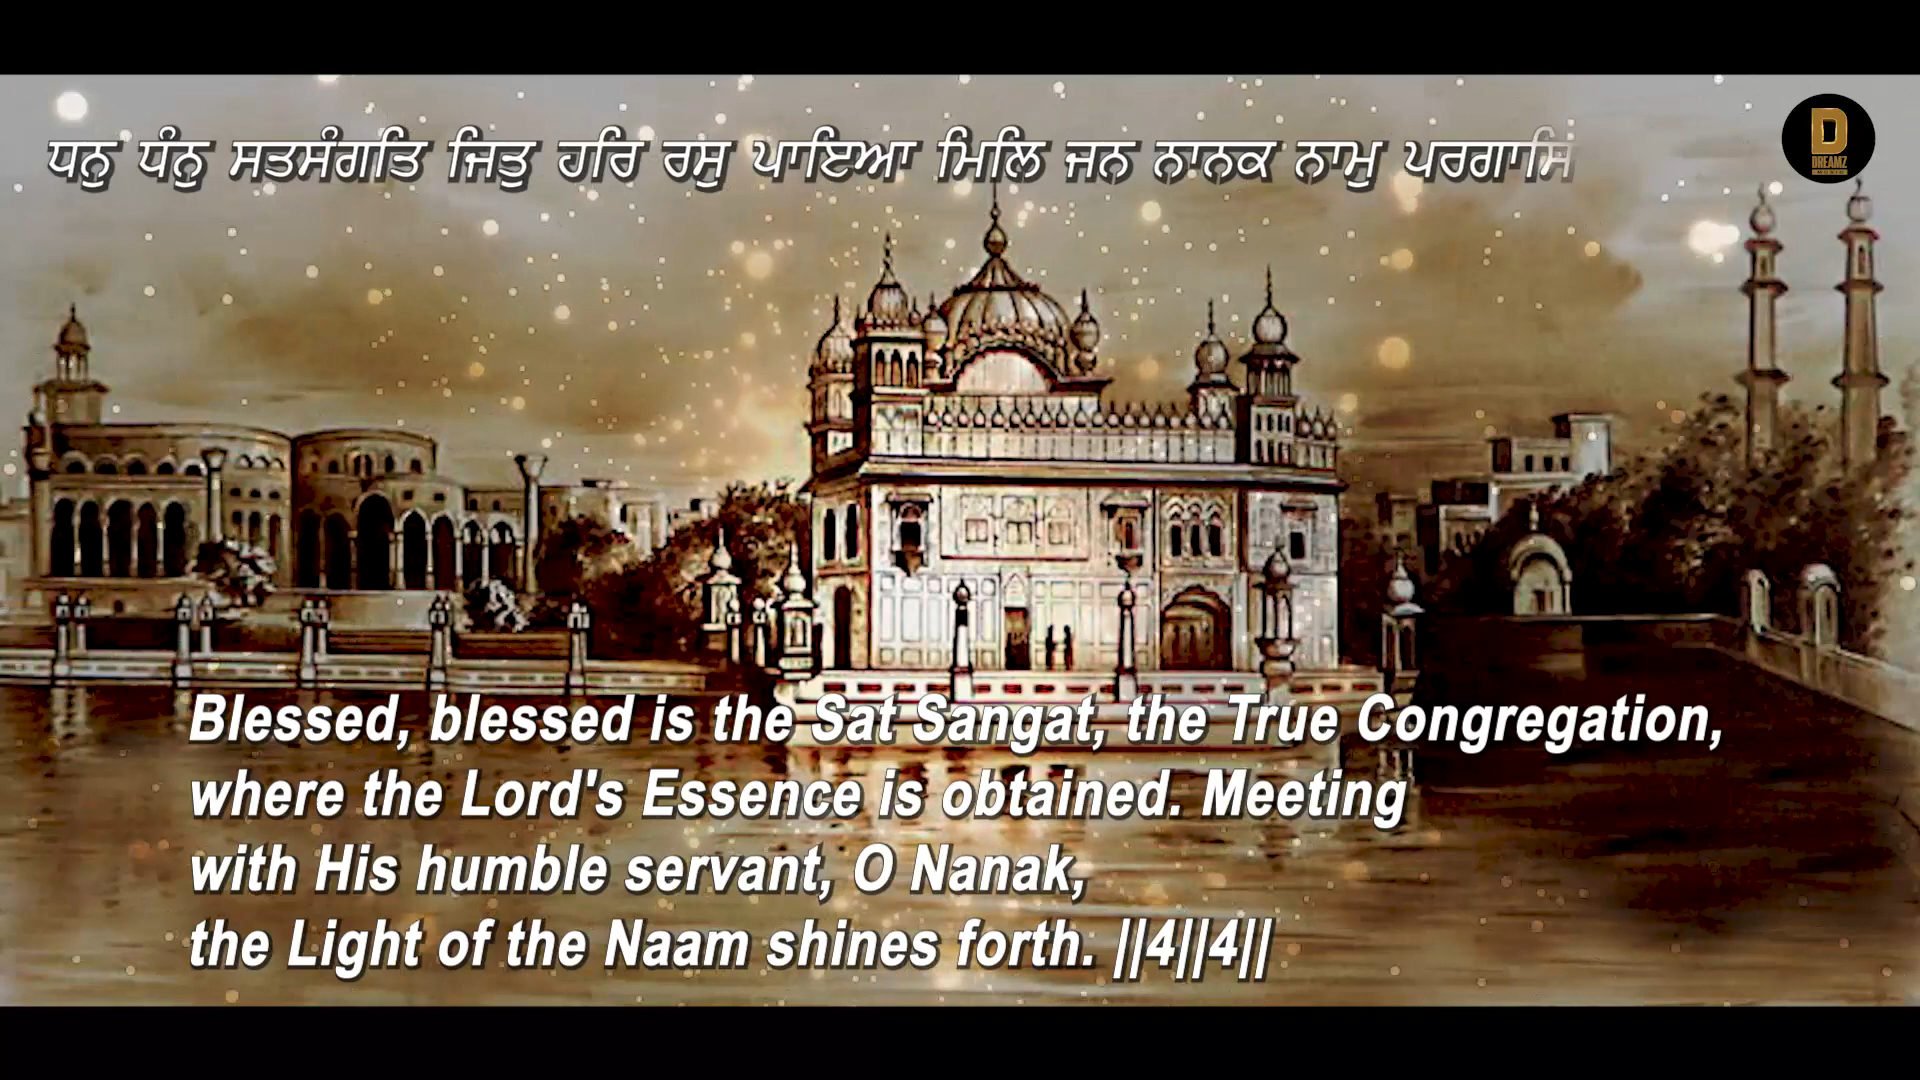 ਧਨੁ ਧੰਨੁ ਸਤਸੰਗਤਿ ਜਿਤੁ ਹਰਿ ਰਸੁ ਪਾਇਆ ਮਿਲਿ ਜਨ ਨਾਨਕ ਨਾਮੁ ਪਰਗਾਸਿ
D
DREAMZ
MUSIC
Blessed, blessed is the Sat Sangat, the True Congregation,
where the Lord's Essence is obtained. Meeting
with His humble servant, O Nanak,
the Light of the Naam shines forth. ||4||4||